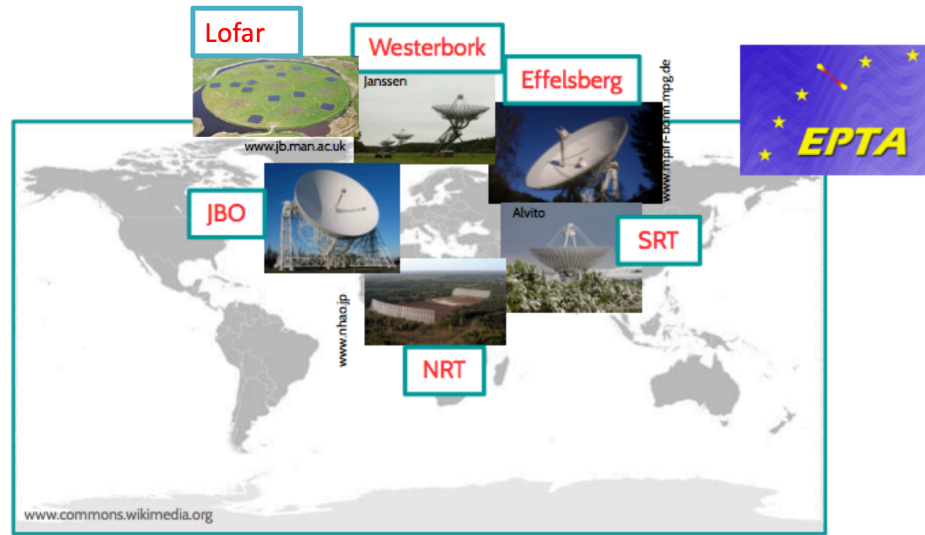 Lofar
Westerbork
Effelsberg
Janssen
www.mpifr-bonn.mpg.de
EPTA
www.jb.man.ac.uk
JBO
Alvito
SRT
www.nhao.jp
NRT
www.commons.wikimedia.org